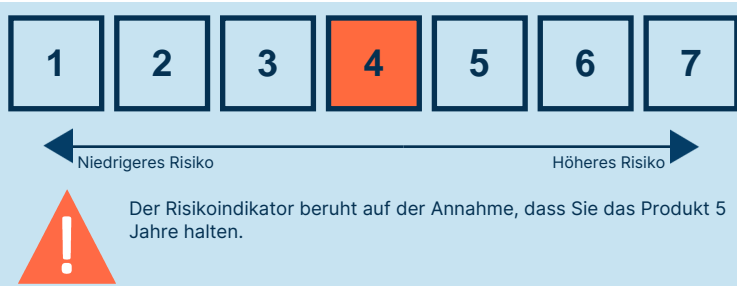 1 2 3 4 5 6 7
Niedrigeres Risiko Höheres Risiko
!
Der Risikoindikator beruht auf der Annahme, dass Sie das Produkt 5
Jahre halten.